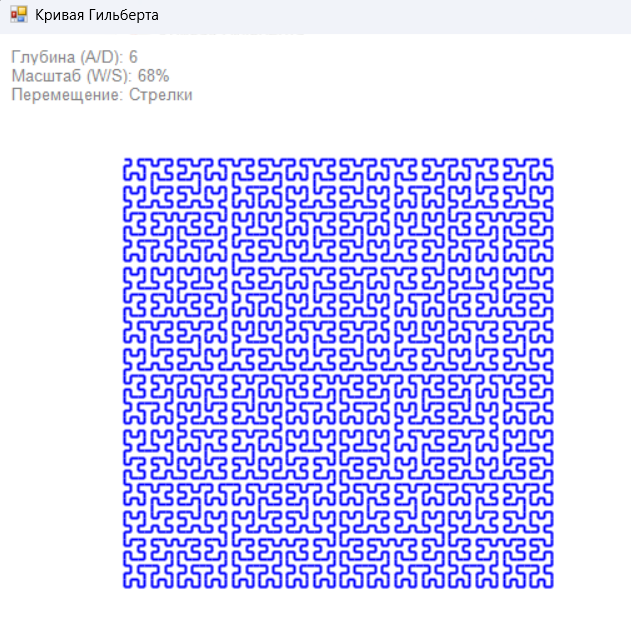 Кривая Гильберта
Глубина (A/D): 6
Масштаб (W/S): 68%
Перемещение: Стрелки